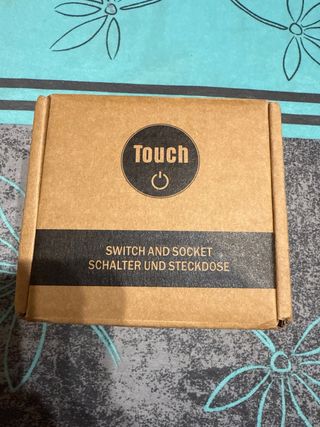 Touch
SWITCH AND SOCKET
SCHALTER UND STECKDOSE